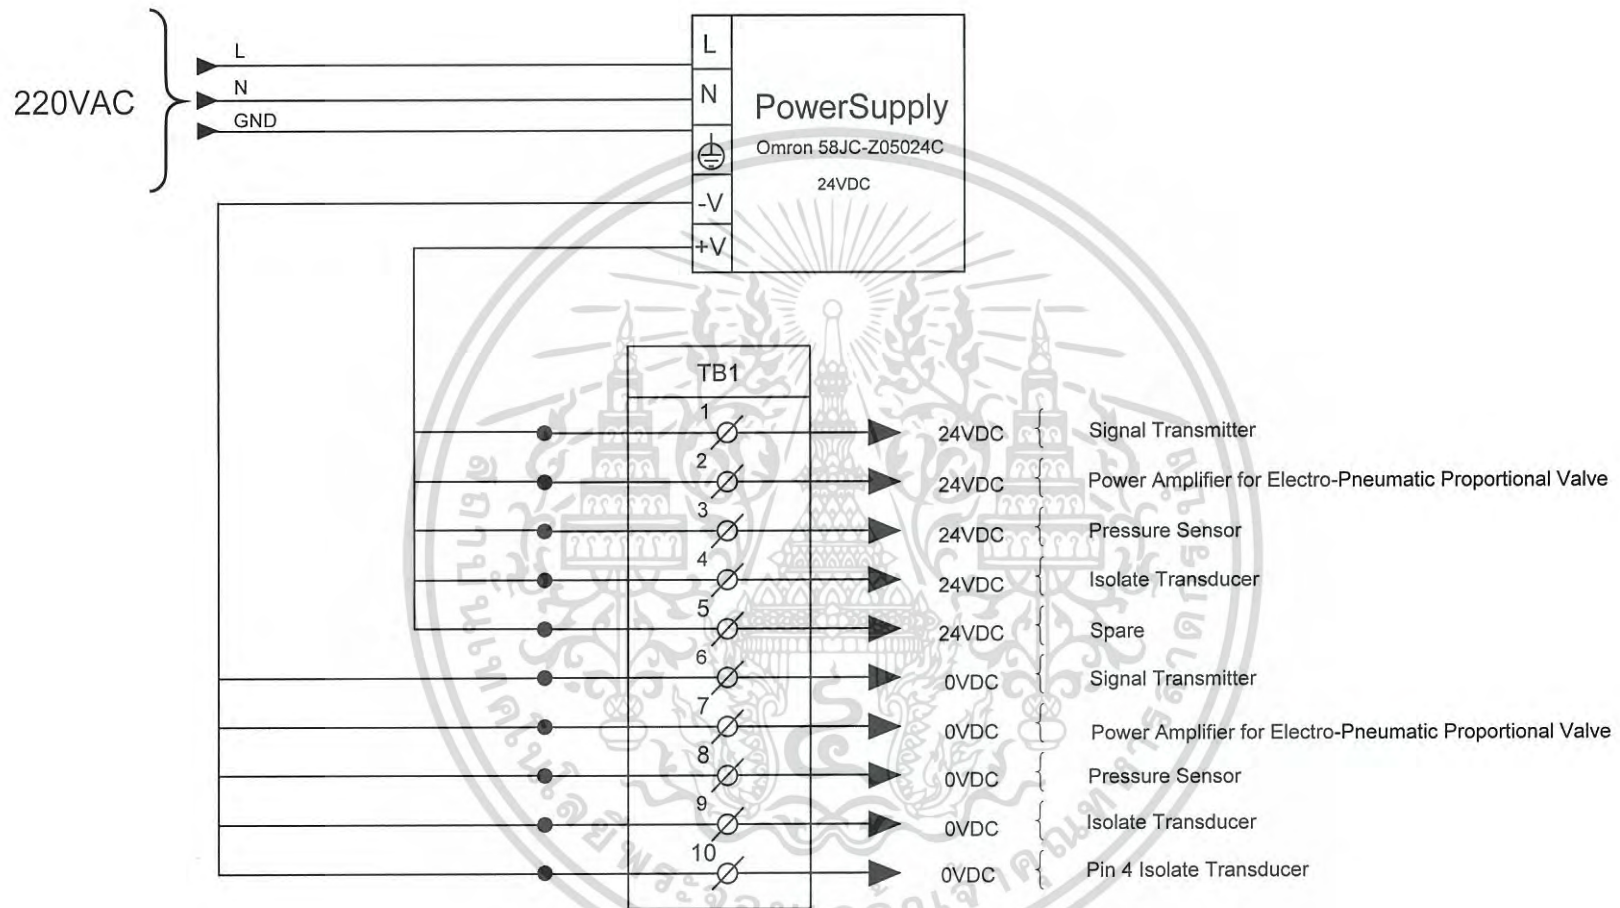 220VAC
L
N
GND
L
N
-V
+V
PowerSupply
Omron 58JC-Z05024C
24VDC
TB1
1 24VDC Signal Transmitter
2 24VDC Power Amplifier for Electro-Pneumatic Proportional Valve
3 24VDC Pressure Sensor
4 24VDC Isolate Transducer
5 24VDC Spare
6 0VDC Signal Transmitter
7 0VDC Power Amplifier for Electro-Pneumatic Proportional Valve
8 0VDC Pressure Sensor
9 0VDC Isolate Transducer
10 0VDC Pin 4 Isolate Transducer